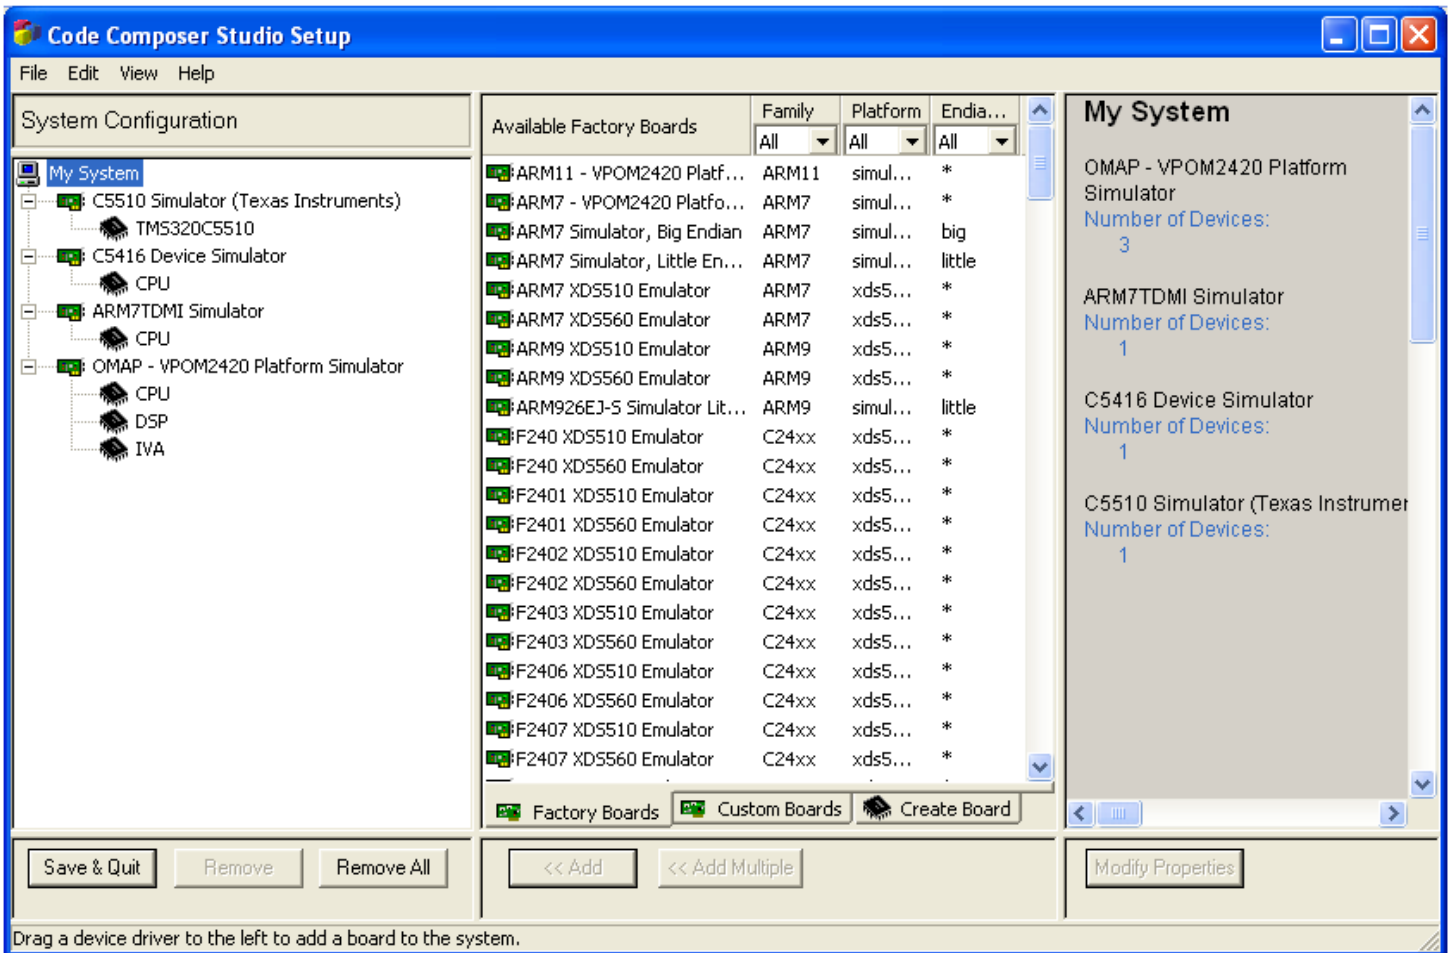 Code Composer Studio Setup
File Edit View Help
System Configuration
My System
C5510 Simulator (Texas Instruments)
TMS320C5510
C5416 Device Simulator
CPU
ARM7TDMI Simulator
CPU
OMAP - VPOM2420 Platform Simulator
CPU
DSP
IVA
Available Factory Boards Family Platform Endia...
All All All
ARM11 - VPOM2420 Platf... ARM11 simul... *
ARM7 - VPOM2420 Platfo... ARM7 simul... *
ARM7 Simulator, Big Endian ARM7 simul... big
ARM7 Simulator, Little En... ARM7 simul... little
ARM7 XDS510 Emulator ARM7 xds5... *
ARM7 XDS560 Emulator ARM7 xds5... *
ARM9 XDS510 Emulator ARM9 xds5... *
ARM9 XDS560 Emulator ARM9 xds5... *
ARM926EJ-S Simulator Lit... ARM9 simul... little
F240 XDS510 Emulator C24xx xds5... *
F240 XDS560 Emulator C24xx xds5... *
F2401 XDS510 Emulator C24xx xds5... *
F2401 XDS560 Emulator C24xx xds5... *
F2402 XDS510 Emulator C24xx xds5... *
F2402 XDS560 Emulator C24xx xds5... *
F2403 XDS510 Emulator C24xx xds5... *
F2403 XDS560 Emulator C24xx xds5... *
F2406 XDS510 Emulator C24xx xds5... *
F2406 XDS560 Emulator C24xx xds5... *
F2407 XDS510 Emulator C24xx xds5... *
F2407 XDS560 Emulator C24xx xds5... *
Factory Boards Custom Boards Create Board
My System
OMAP - VPOM2420 Platform
Simulator
Number of Devices:
3
ARM7TDMI Simulator
Number of Devices:
1
C5416 Device Simulator
Number of Devices:
1
C5510 Simulator (Texas Instrumer
Number of Devices:
1
Save & Quit Remove Remove All << Add << Add Multiple Modify Properties
Drag a device driver to the left to add a board to the system.